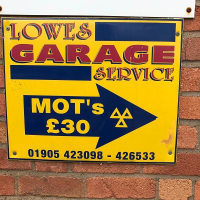 LOWES
GARAGE
SERVICE
MOT's
£30
01905 423098 - 426533